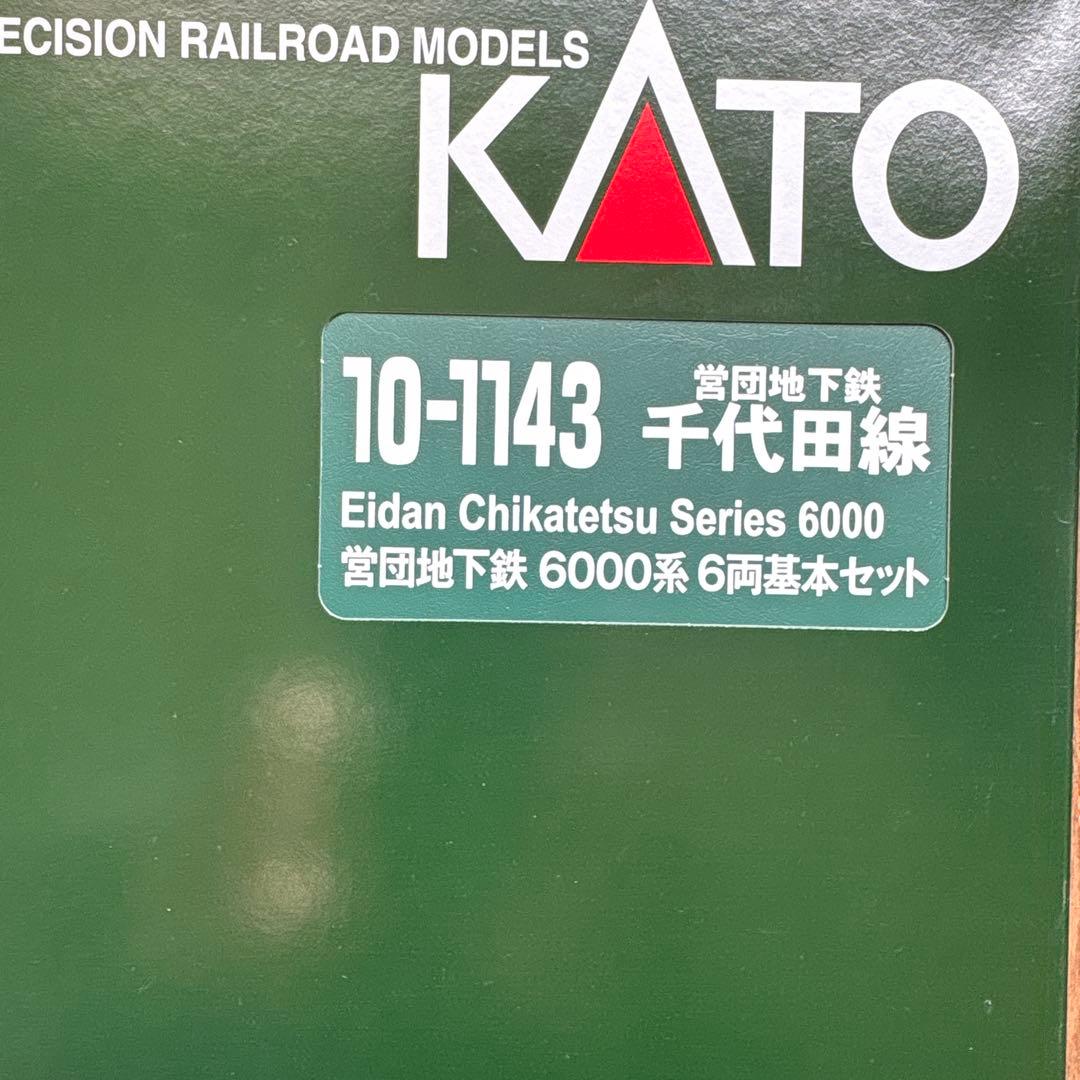 ECISION RAILROAD MODELS
KATO
10-1143
営団地下鉄
千代田線
Eidan Chikatetsu Series 6000
営団地下鉄 6000系 6両基本セット